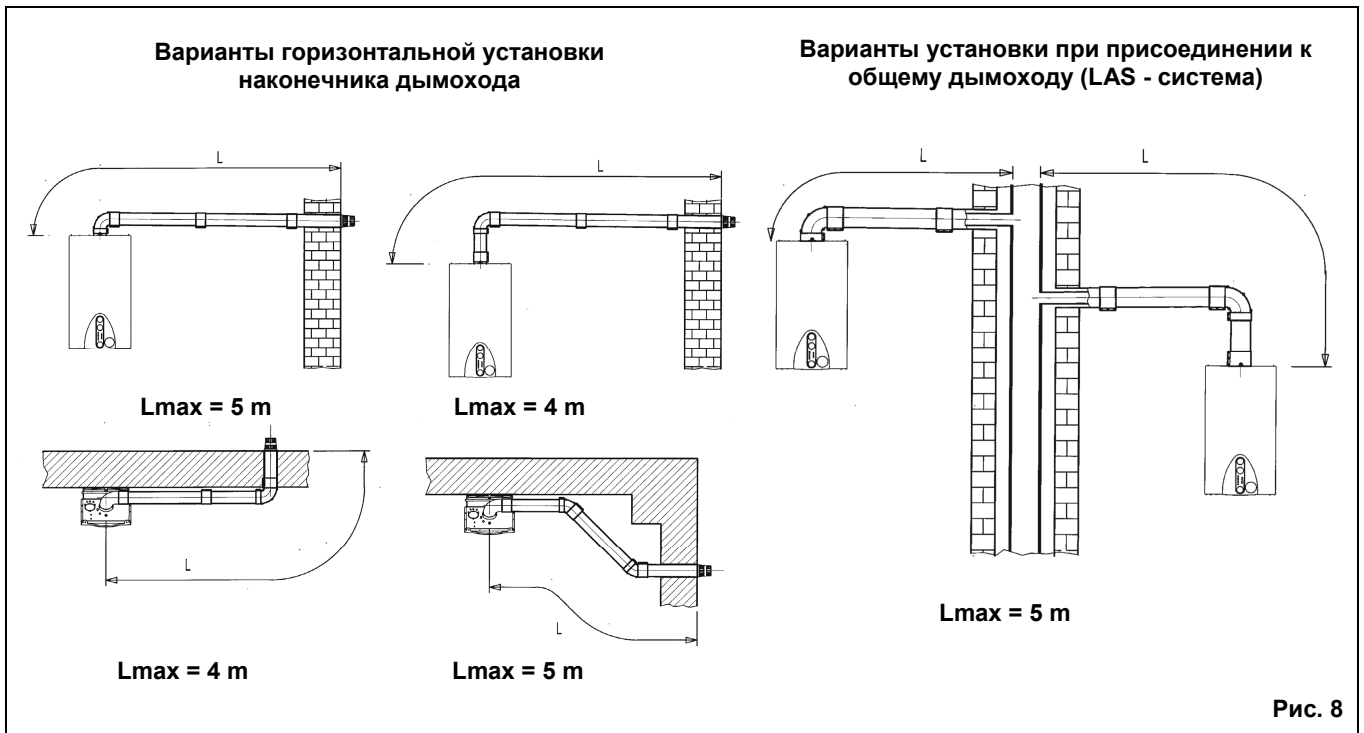 Варианты горизонтальной установки
наконечника дымохода
Варианты установки при присоединении к
общему дымоходу (LAS - система)
L
L
L
L
Lmax = 5 m
Lmax = 4 m
L
L
Lmax = 4 m
Lmax = 5 m
Lmax = 5 m
Рис. 8